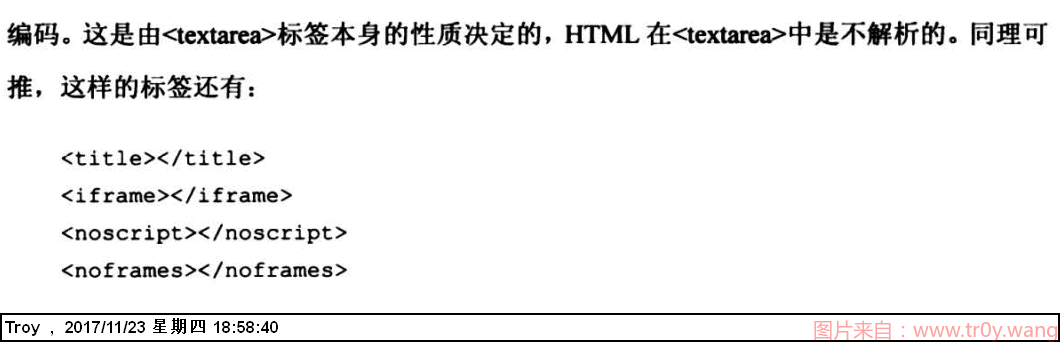 编码。这是由<textarea>标签本身的性质决定的，HTML 在<textarea>中是不解析的。同理可
推，这样的标签还有：
<title></title>
<iframe></iframe>
<noscript></noscript>
<noframes></noframes>
Troy , 2017/11/23 星期四 18:58:40
图片来自：www.tr0y.wang